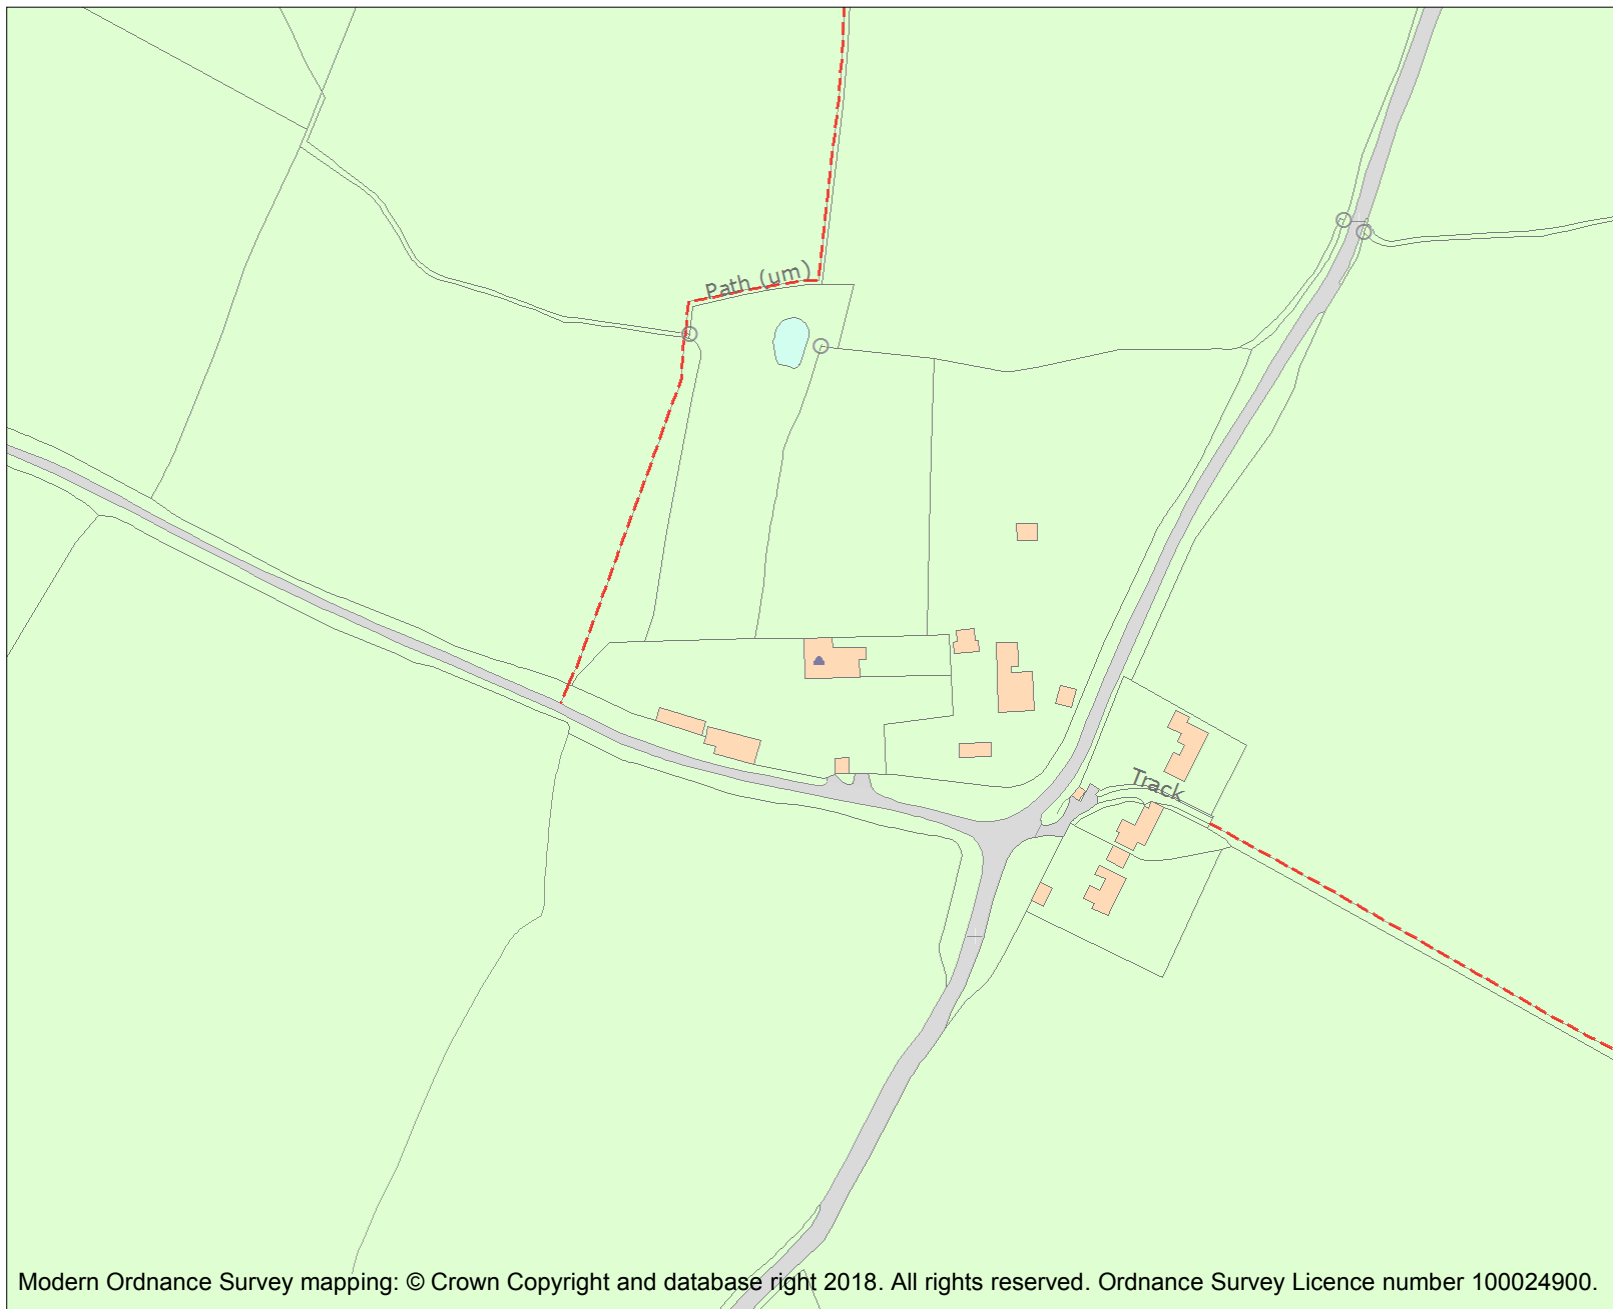 Path (um)
Track
Modern Ordnance Survey mapping: © Crown Copyright and database right 2018. All rights reserved. Ordnance Survey Licence number 100024900.